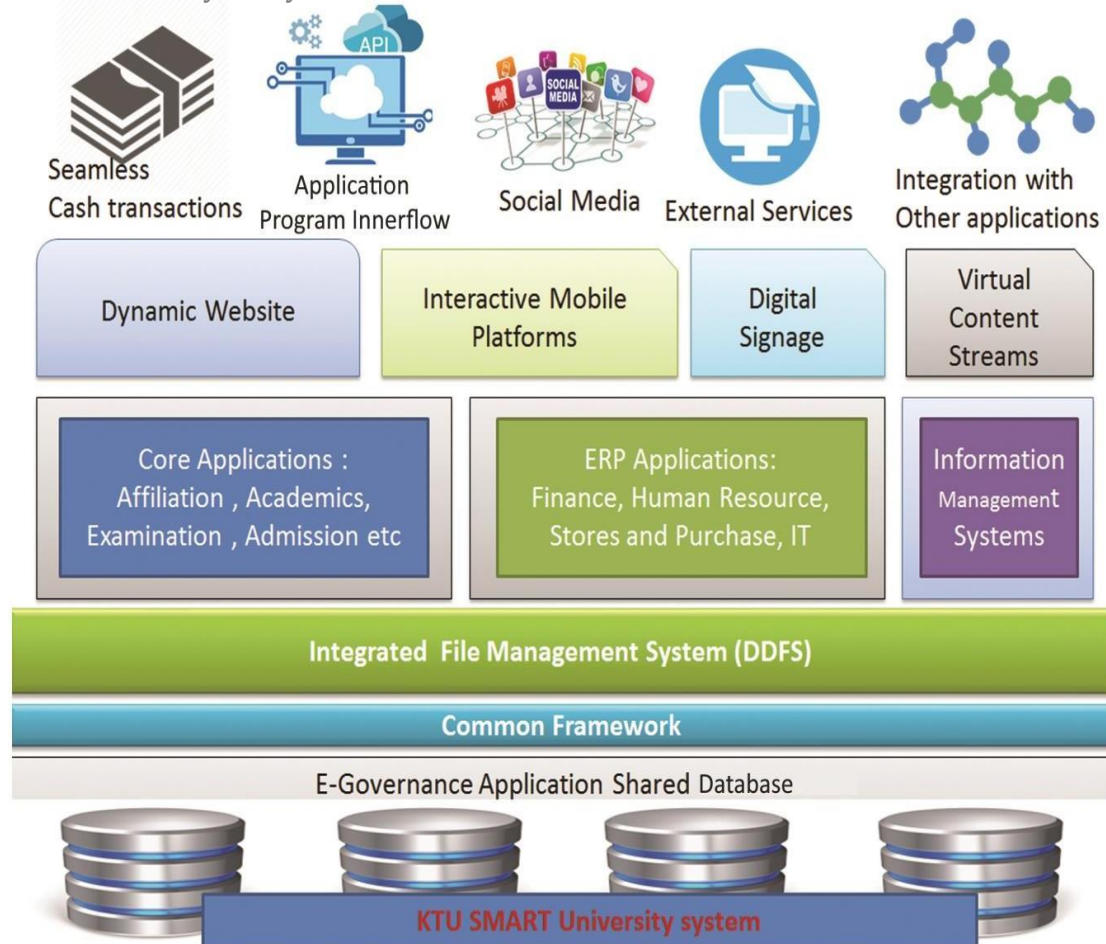 API
SOCIAL
MEDIA
Seamless
Cash transactions
Application
Program Innerflow
Social Media
External Services
Integration with
Other applications
Dynamic Website
Interactive Mobile
Platforms
Digital
Signage
Virtual
Content
Streams
Core Applications :
Affiliation , Academics,
Examination , Admission etc
ERP Applications:
Finance, Human Resource,
Stores and Purchase, IT
Information
Management
Systems
Integrated File Management System (DDFS)
Common Framework
E-Governance Application Shared Database
KTU SMART University system